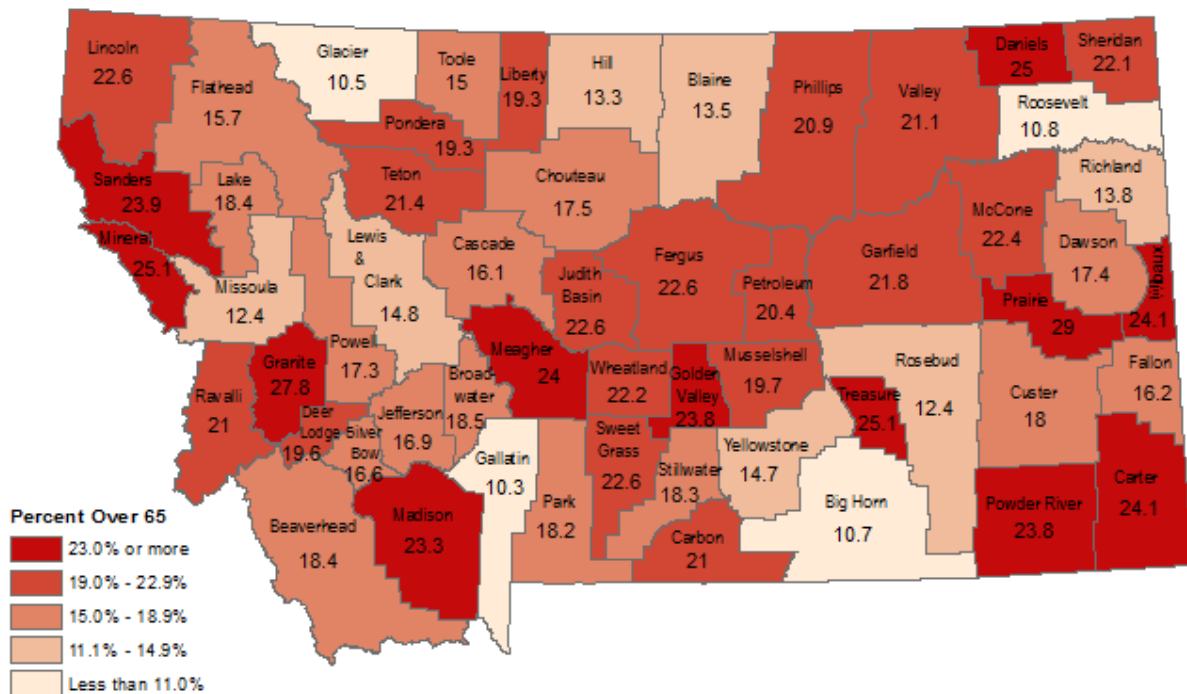 Lincoln
22.6
Flathead
15.7
Glacier
10.5
Toole
15
Liberty
19.3
Hill
13.3
Blaine
13.5
Phillips
20.9
Valley
21.1
Daniels
25
Sheridan
22.1
Roosevelt
10.8
Pondera
19.3
Teton
21.4
Chouteau
17.5
Richland
13.8
Sanders
23.9
Lake
18.4
Mineral
25.1
Missoula
12.4
Lewis
&
Clark
14.8
Cascade
16.1
Judith
Basin
22.6
Fergus
22.6
Petroleum
20.4
Garfield
21.8
McCone
22.4
Dawson
17.4
Wibaux
24.1
Prairie
29
Ravalli
21
Granite
27.8
Powell
17.3
Deer
Lodge
19.6
Silver
Bow
16.6
Jefferson
16.9
Broad-
water
18.5
Meagher
24
Wheatland
22.2
Golden
Valley
23.8
Musselshell
19.7
Rosebud
12.4
Treasure
25.1
Custer
18
Fallon
16.2
Beaverhead
18.4
Madison
23.3
Gallatin
10.3
Park
18.2
Sweet
Grass
22.6
Stillwater
18.3
Yellowstone
14.7
Carbon
21
Big Horn
10.7
Powder River
23.8
Carter
24.1
Percent Over 65
23.0% or more
19.0% - 22.9%
15.0% - 18.9%
11.1% - 14.9%
Less than 11.0%